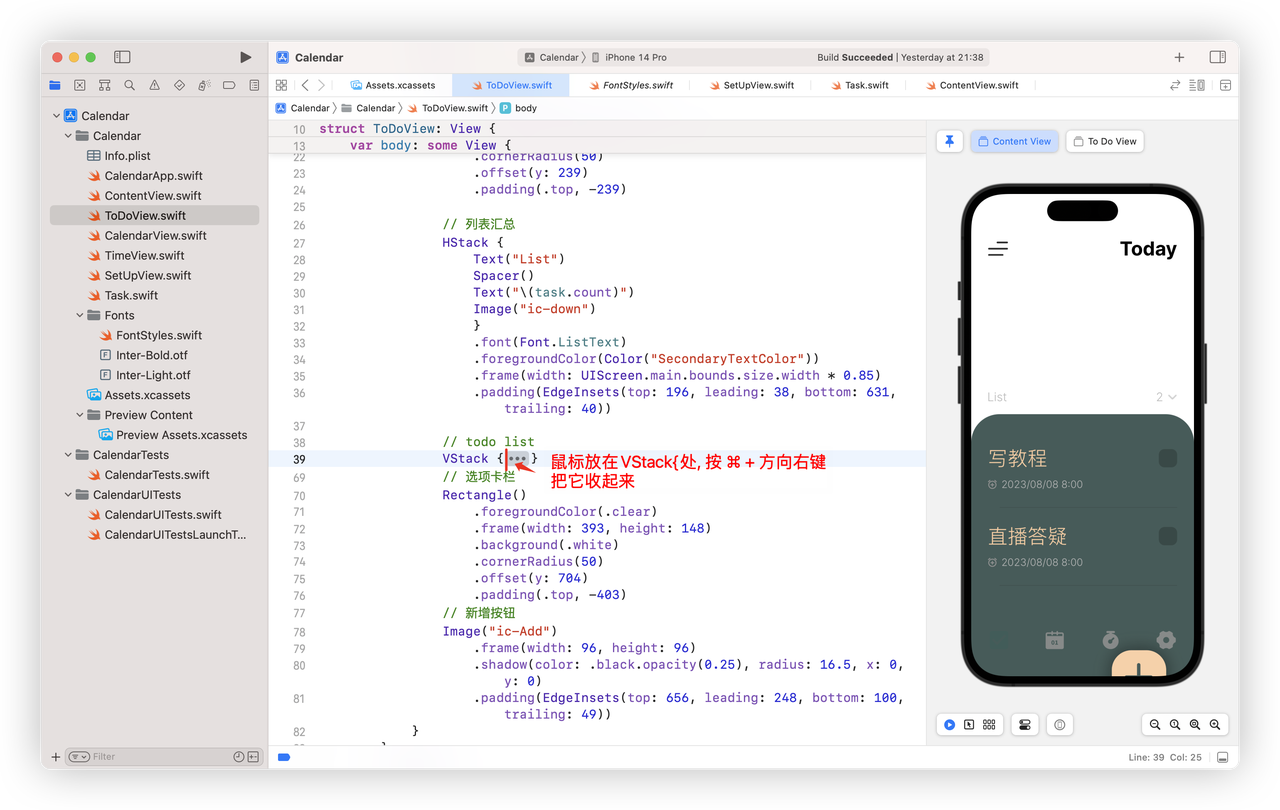 Calendar
Calendar
iPhone 14 Pro
Build Succeeded | Yesterday at 21:38
Assets.xcassets
ToDoView.swift
FontStyles.swift
SetUpView.swift
Task.swift
ContentView.swift
Calendar
Calendar
ToDoView.swift
P body
Calendar
Calendar
Info.plist
CalendarApp.swift
ContentView.swift
ToDoView.swift
CalendarView.swift
TimeView.swift
SetUpView.swift
Task.swift
Fonts
FontStyles.swift
Inter-Bold.otf
Inter-Light.otf
Assets.xcassets
Preview Content
Preview Assets.xcassets
CalendarTests
CalendarTests.swift
CalendarUITests
CalendarUITests.swift
CalendarUITestsLaunchT...
Filter
10 struct ToDoView: View {
13 var body: some View {
22 .cornerRadius(50)
23 .offset(y: 239)
24 .padding(.top, -239)
25
26 // 列表汇总
27 HStack {
28 Text("List")
29 Spacer()
30 Text("\(task.count)")
31 Image("ic-down")
32 }
33 .font(Font.ListText)
34 .foregroundColor(Color("SecondaryTextColor"))
35 .frame(width: UIScreen.main.bounds.size.width * 0.85)
36 .padding(EdgeInsets(top: 196, leading: 38, bottom: 631,
trailing: 40))
37
38 // todo list
39 VStack {•••}
鼠标放在VStack{处, 按 ⌘ + 方向右键
把它收起来
69 // 选项卡栏
70 Rectangle()
71 .foregroundColor(.clear)
72 .frame(width: 393, height: 148)
73 .background(.white)
74 .cornerRadius(50)
75 .offset(y: 704)
76 .padding(.top, -403)
77 // 新增按钮
78 Image("ic-Add")
79 .frame(width: 96, height: 96)
80 .shadow(color: .black.opacity(0.25), radius: 16.5, x: 0,
y: 0)
81 .padding(EdgeInsets(top: 656, leading: 248, bottom: 100,
trailing: 49))
82 }
Content View
To Do View
Today
List
2
写教程
2023/08/08 8:00
直播答疑
2023/08/08 8:00
01
Line: 39 Col: 25